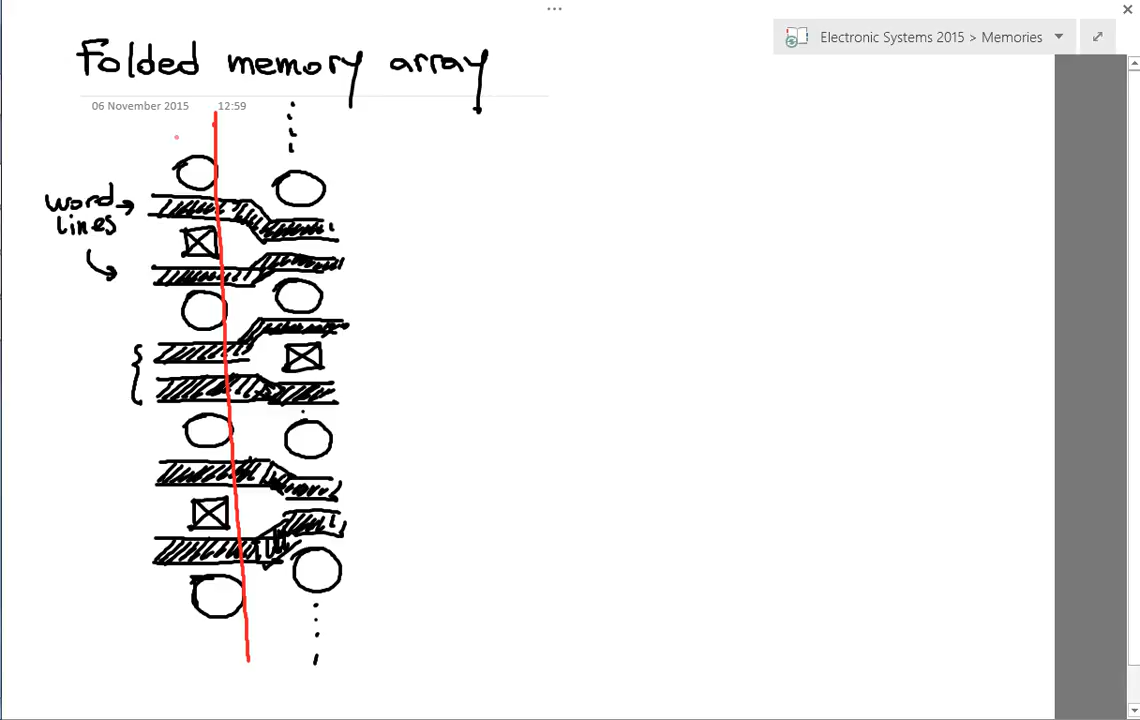 Electronic Systems 2015 > Memories
Folded memory array
06 November 2015 12:59
word
lines